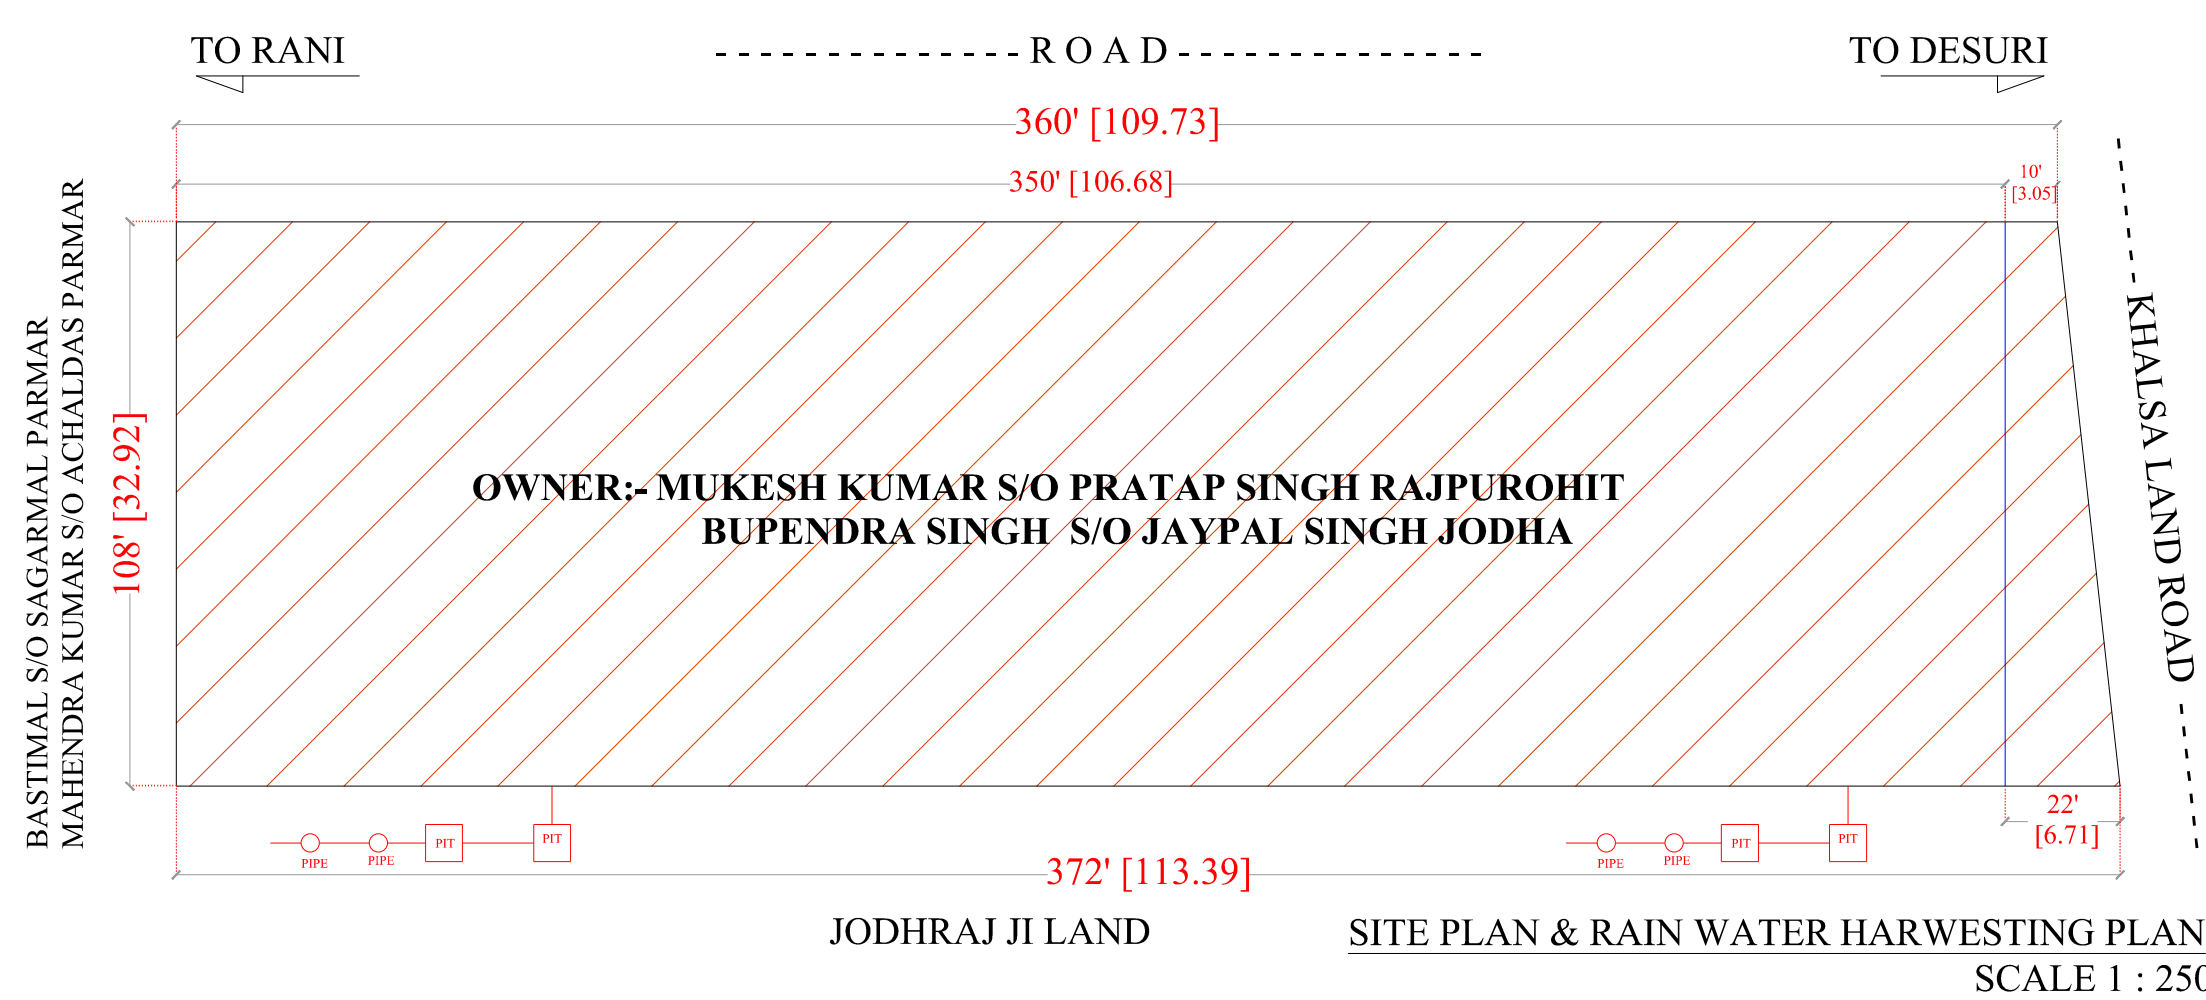 TO RANI
------------- R O A D -------------
TO DESURI
360' [109.73]
350' [106.68]
10'
[3.05]
BASTIMAL S/O SAGARMAL PARMAR
MAHENDRA KUMAR S/O ACHALDAS PARMAR
108' [32.92]
OWNER:- MUKESH KUMAR S/O PRATAP SINGH RAJPUROHIT
BUPENDRA SINGH S/O JAYPAL SINGH JODHA
KHALSA LAND ROAD
PIPE
PIPE
PIT
PIT
PIPE
PIPE
PIT
PIT
22'
[6.71]
372' [113.39]
JODHRAJ JI LAND
SITE PLAN & RAIN WATER HARWESTING PLAN
SCALE 1 : 250